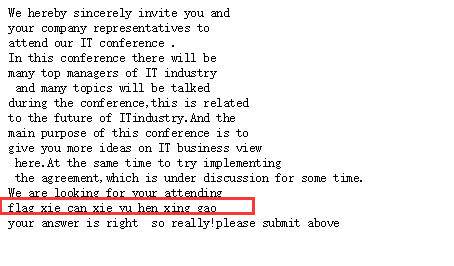 We hereby sincerely invite you and
your company representatives to
attend our IT conference .
In this conference there will be
many top managers of IT industry
and many topics will be talked
during the conference,this is related
to the future of ITindustry.And the
main purpose of this conference is to
give you more ideas on IT business view
here.At the same time to try implementing
the agreement,which is under discussion for some time.
We are looking for your attending
flag xie can xie yu hen xing gao
your answer is right  so really!please submit above